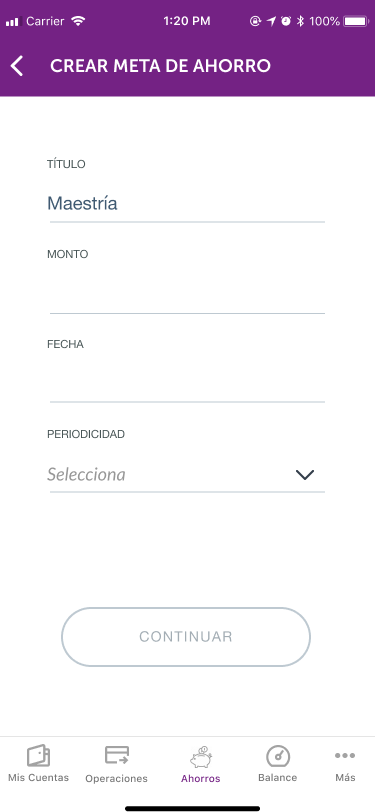 Carrier 1:20 PM 100%
CREAR META DE AHORRO
TÍTULO
Maestría
MONTO
FECHA
PERIODICIDAD
Selecciona
CONTINUAR
Mis Cuentas Operaciones Ahorros Balance Más